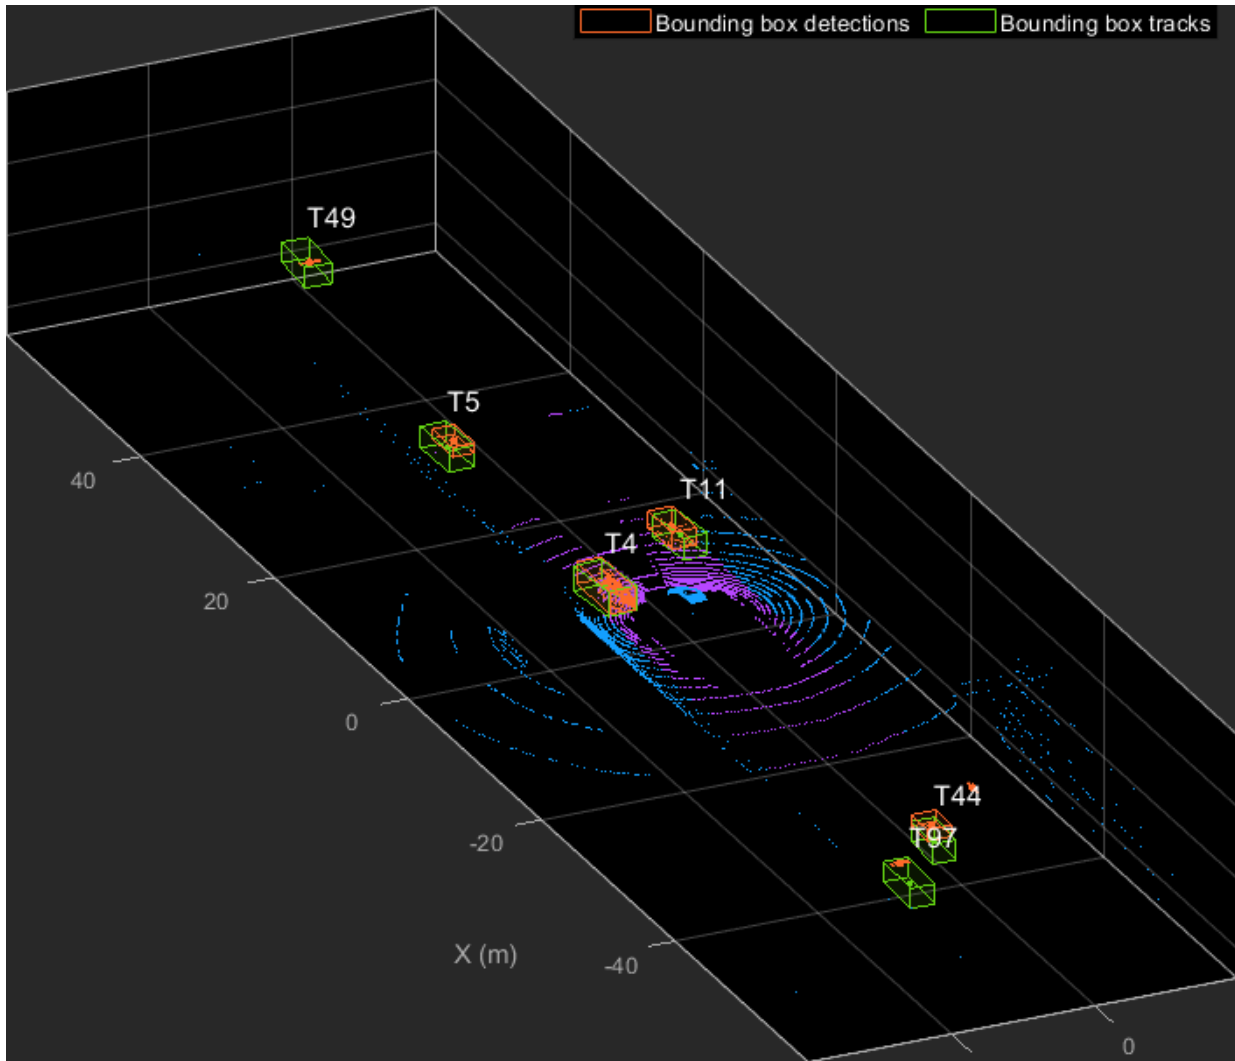 Bounding box detections
Bounding box tracks
T49
T5
40
T11
T4
20
0
T44
T97
-20
X (m)
-40
0